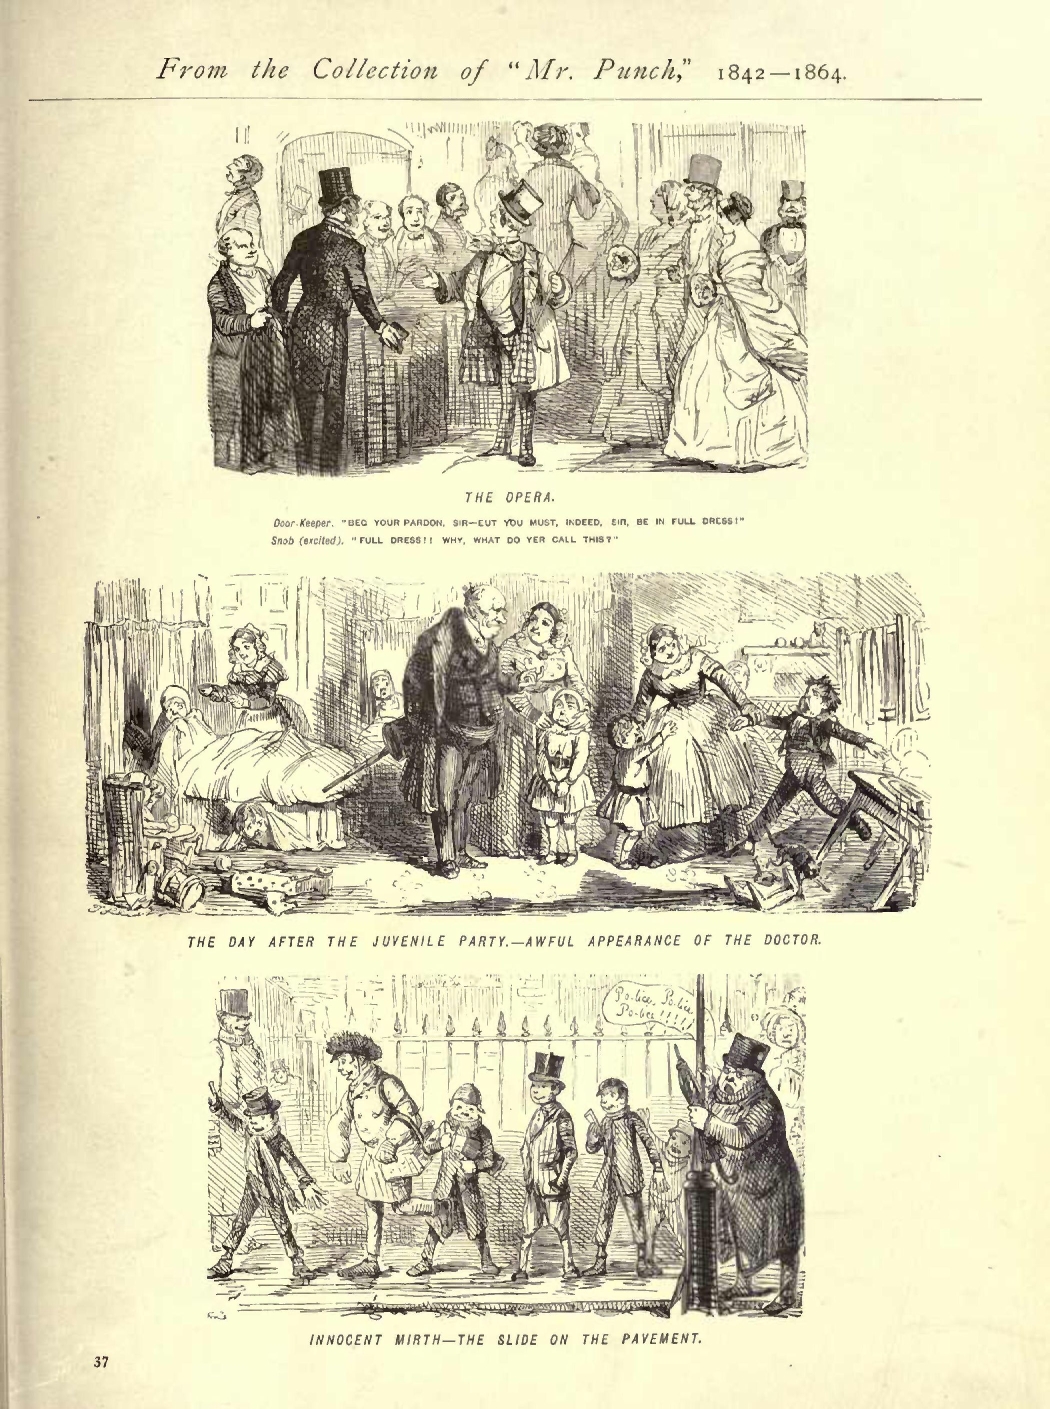 From the Collection of "Mr. Punch," 1842—1864.
THE OPERA.
Door-Keeper. "BEG YOUR PARDON, SIR—BUT YOU MUST, INDEED, SIR, BE IN FULL DRESS!"
Snob (excited). "FULL DRESS!! WHY, WHAT DO YER CALL THIS?"
THE DAY AFTER THE JUVENILE PARTY.—AWFUL APPEARANCE OF THE DOCTOR.
Po-lice, Po-lice
Po-lice !!!!!
INNOCENT MIRTH—THE SLIDE ON THE PAVEMENT.
37